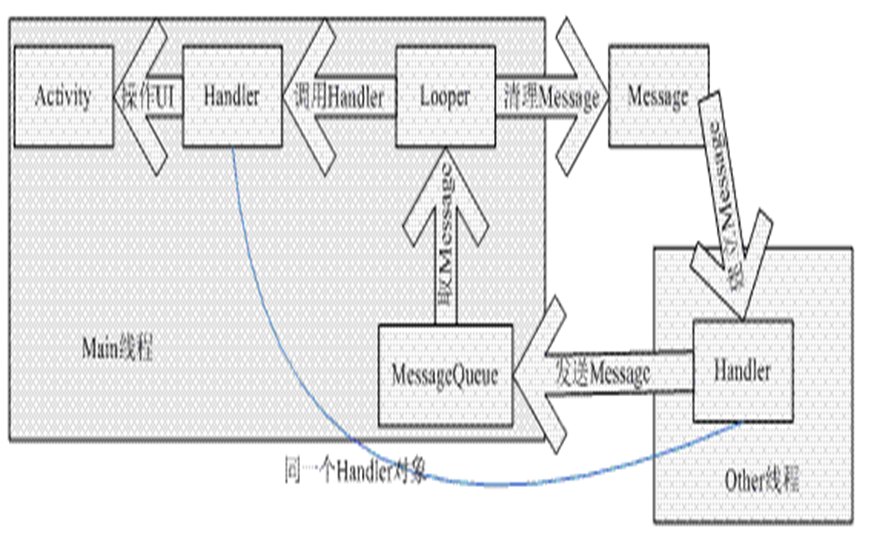 Activity
操作UI
Handler
调用Handler
Looper
清理Message
Message
Message
取Message
Main线程
MessageQueue
发送Message
Handler
同一个Handler对象
Other线程